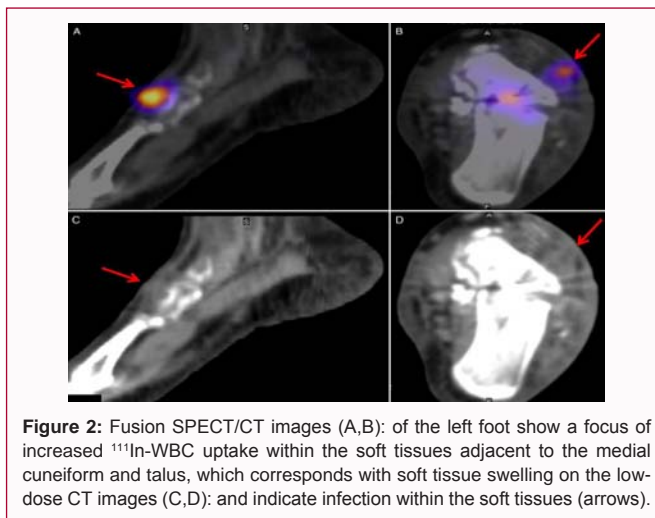 A
S
B
A
C
D
Figure 2: Fusion SPECT/CT images (A,B): of the left foot show a focus of
increased ¹¹¹In-WBC uptake within the soft tissues adjacent to the medial
cuneiform and talus, which corresponds with soft tissue swelling on the low-
dose CT images (C,D): and indicate infection within the soft tissues (arrows).